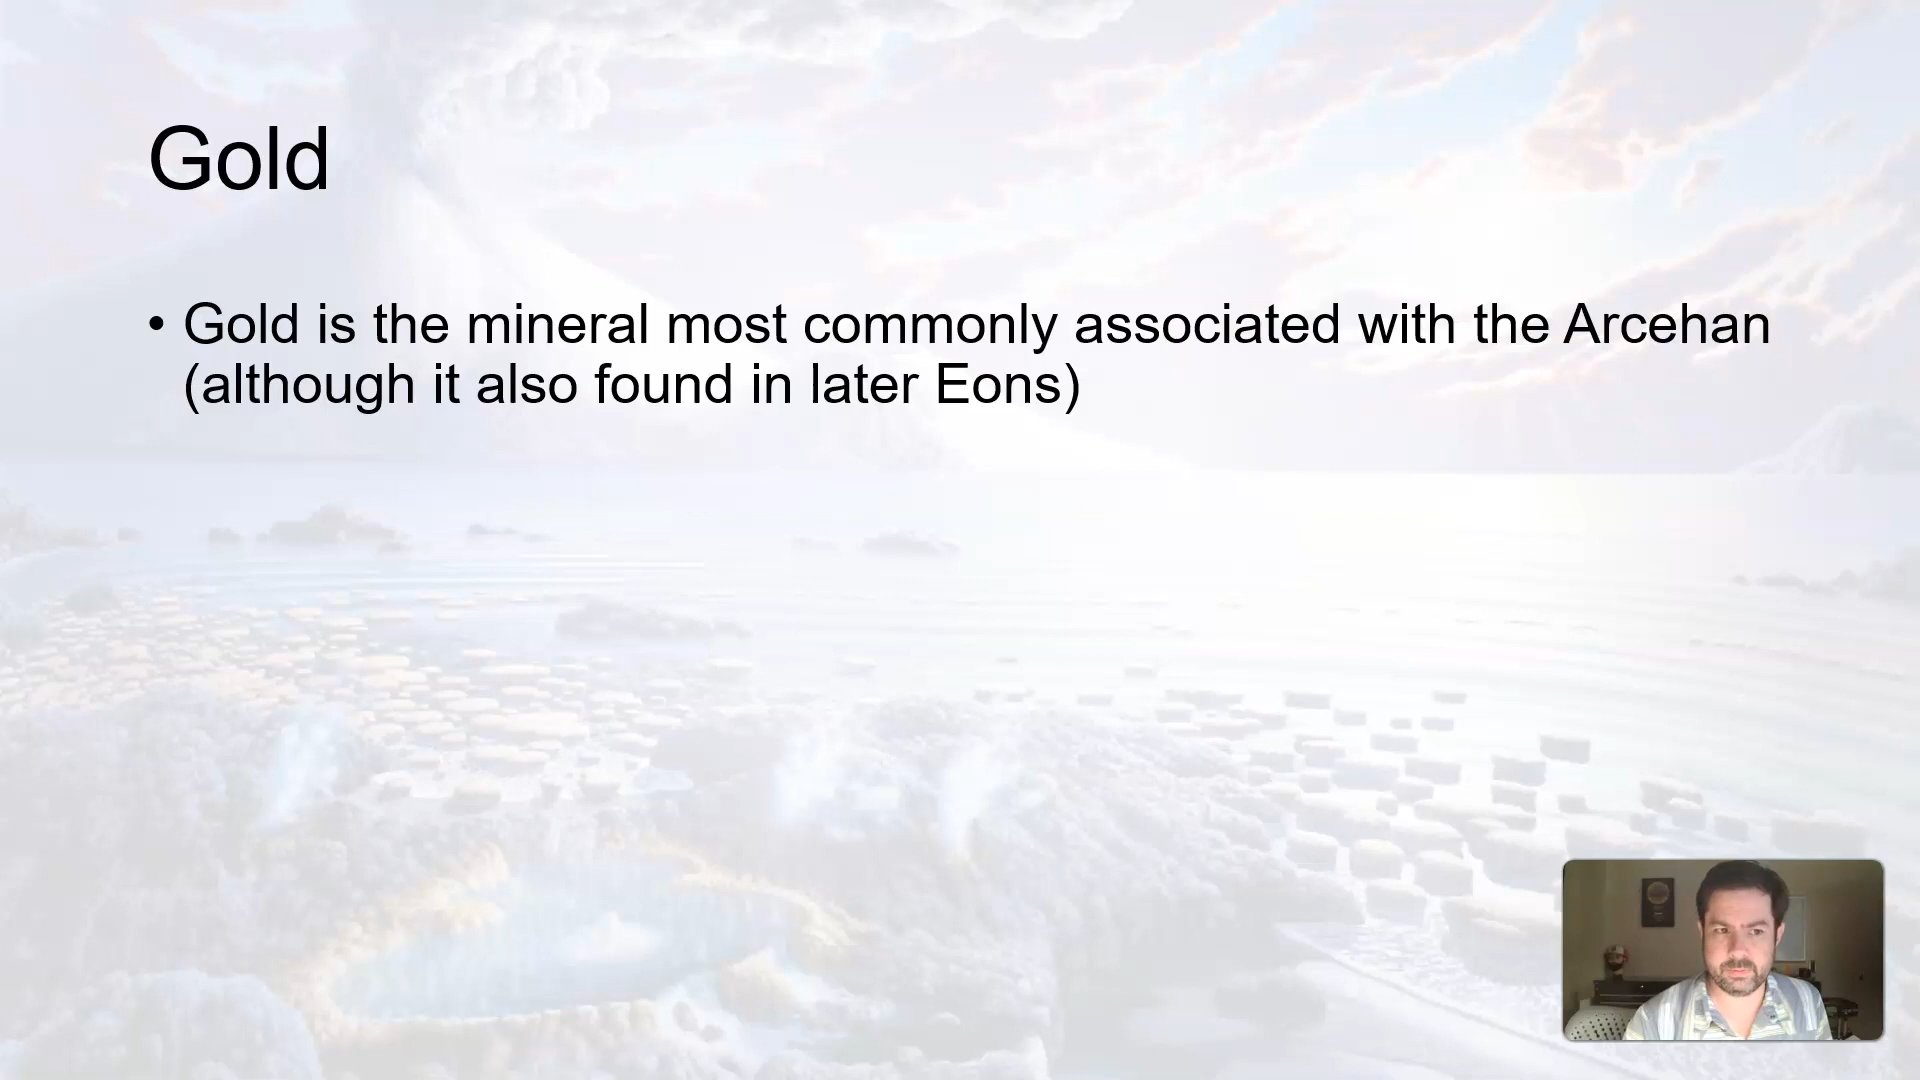 Gold
• Gold is the mineral most commonly associated with the Arcehan
(although it also found in later Eons)